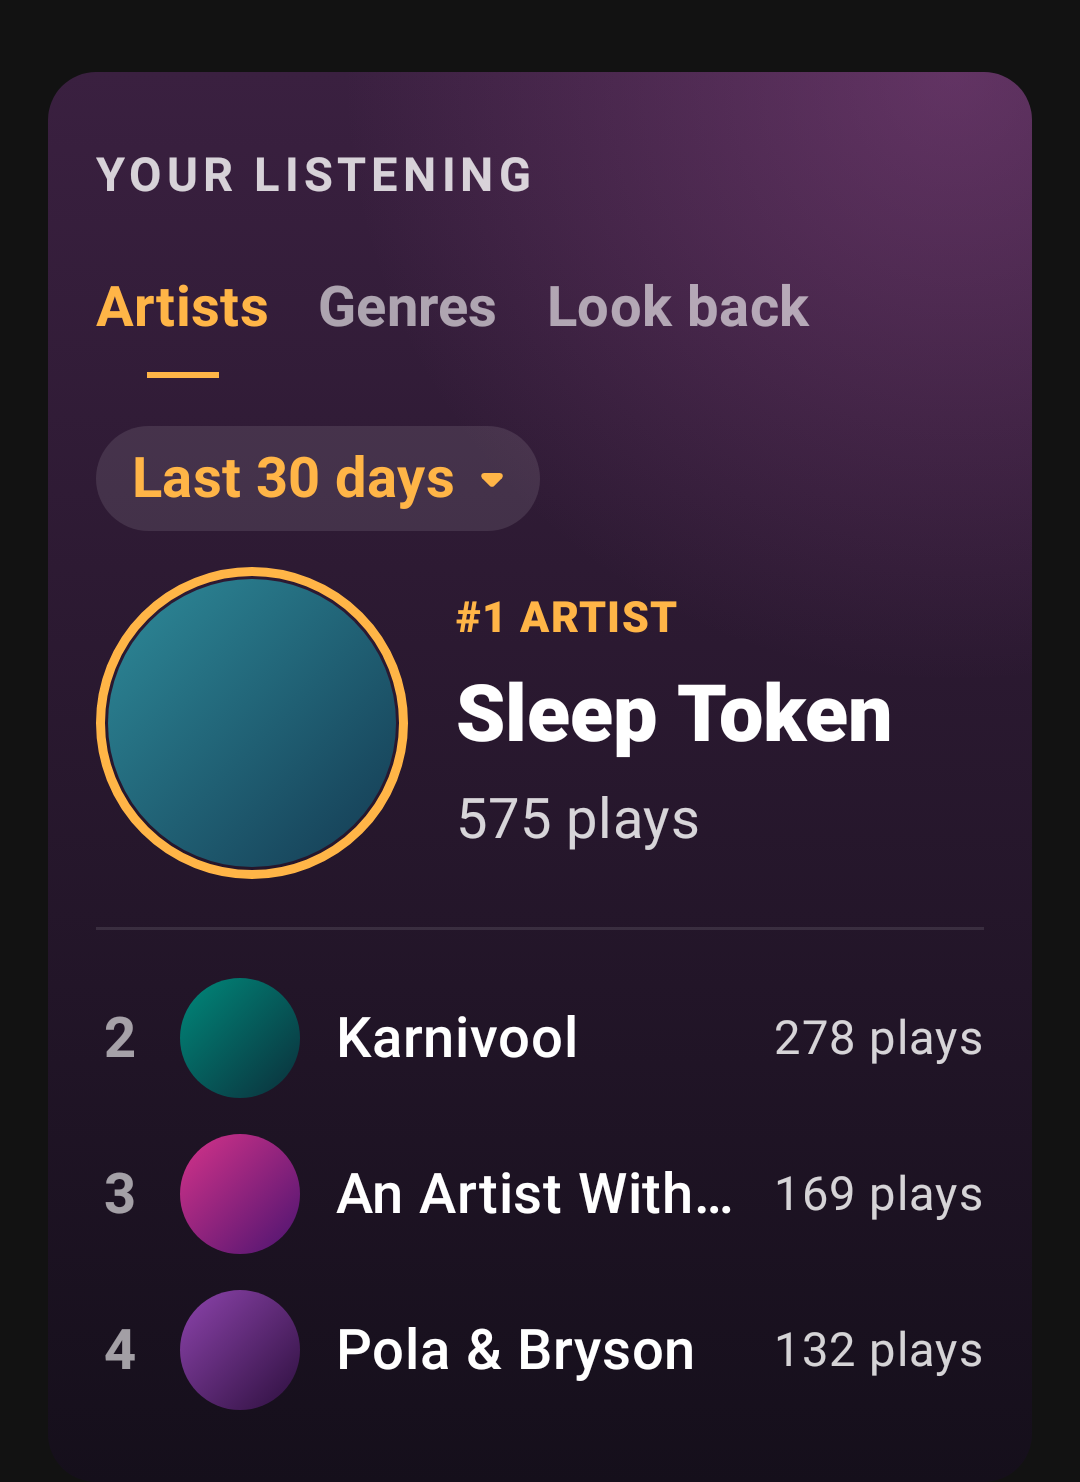 YOUR LISTENING
Artists Genres Look back
Last 30 days
#1 ARTIST
Sleep Token
575 plays
2 Karnivool 278 plays
3 An Artist With… 169 plays
4 Pola & Bryson 132 plays